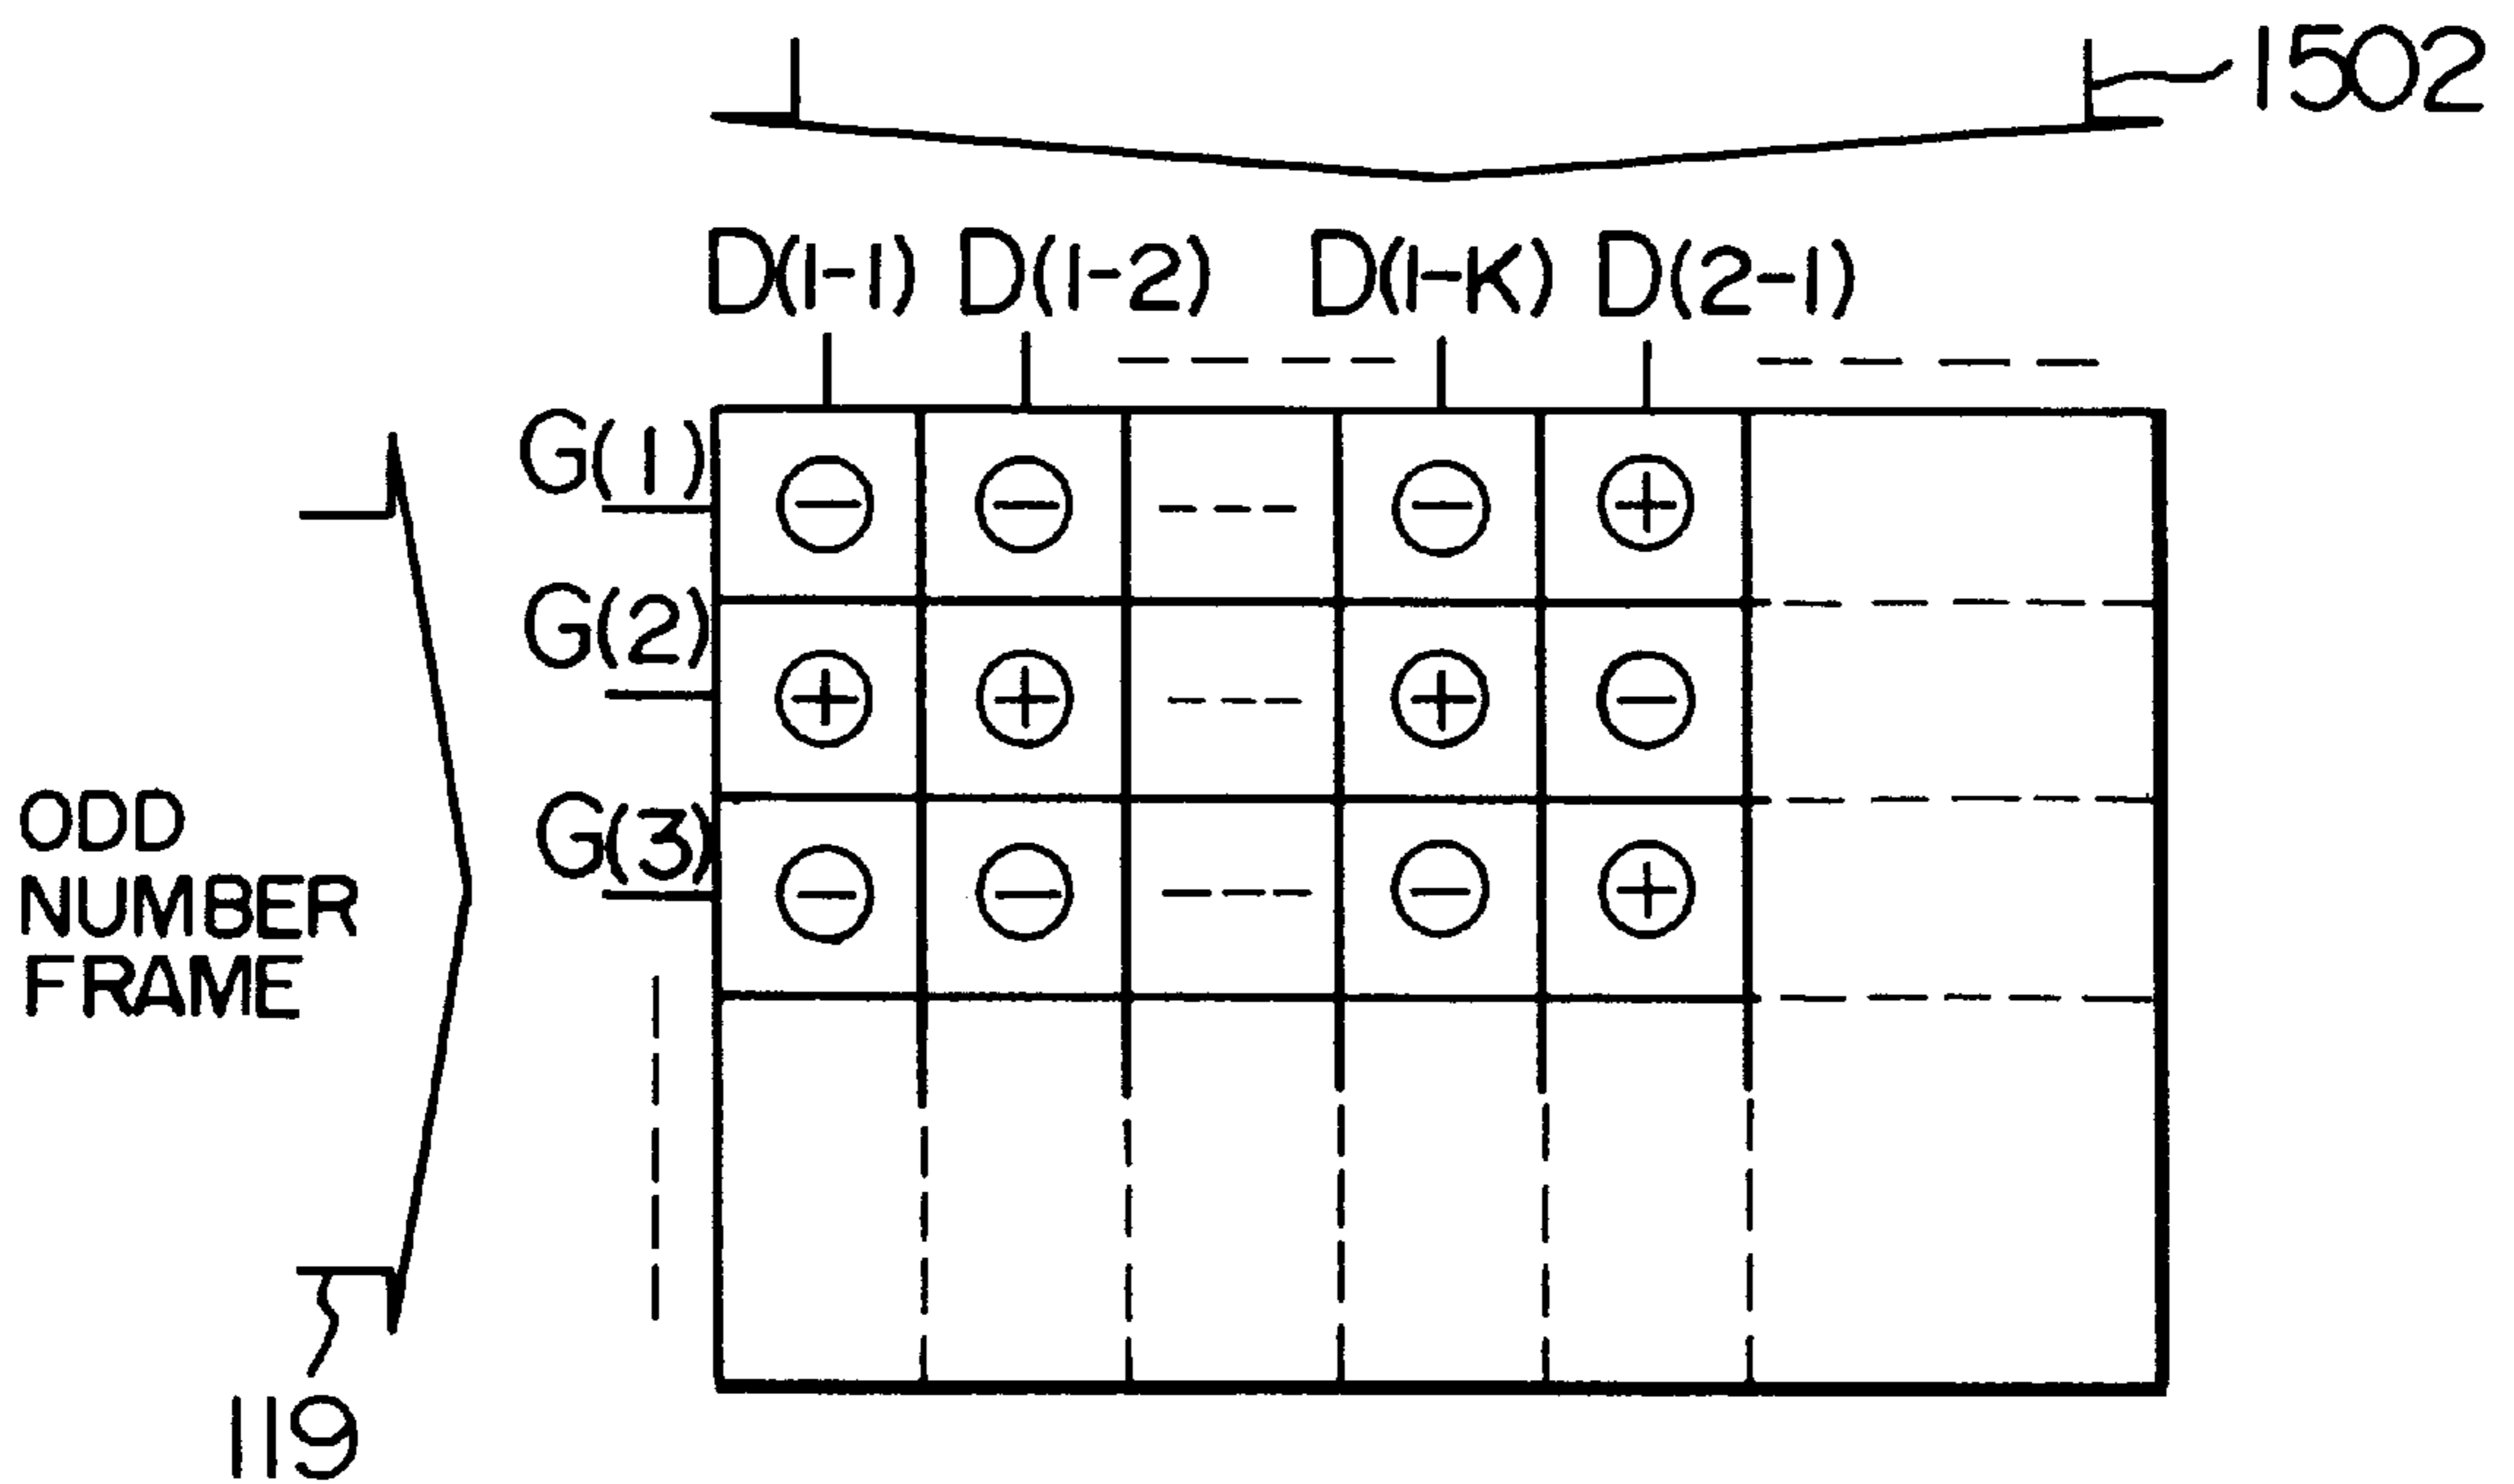 1502
D(1-1) D(1-2) D(1-K) D(2-1)
G(1)
G(2)
G(3)
ODD
NUMBER
FRAME
119